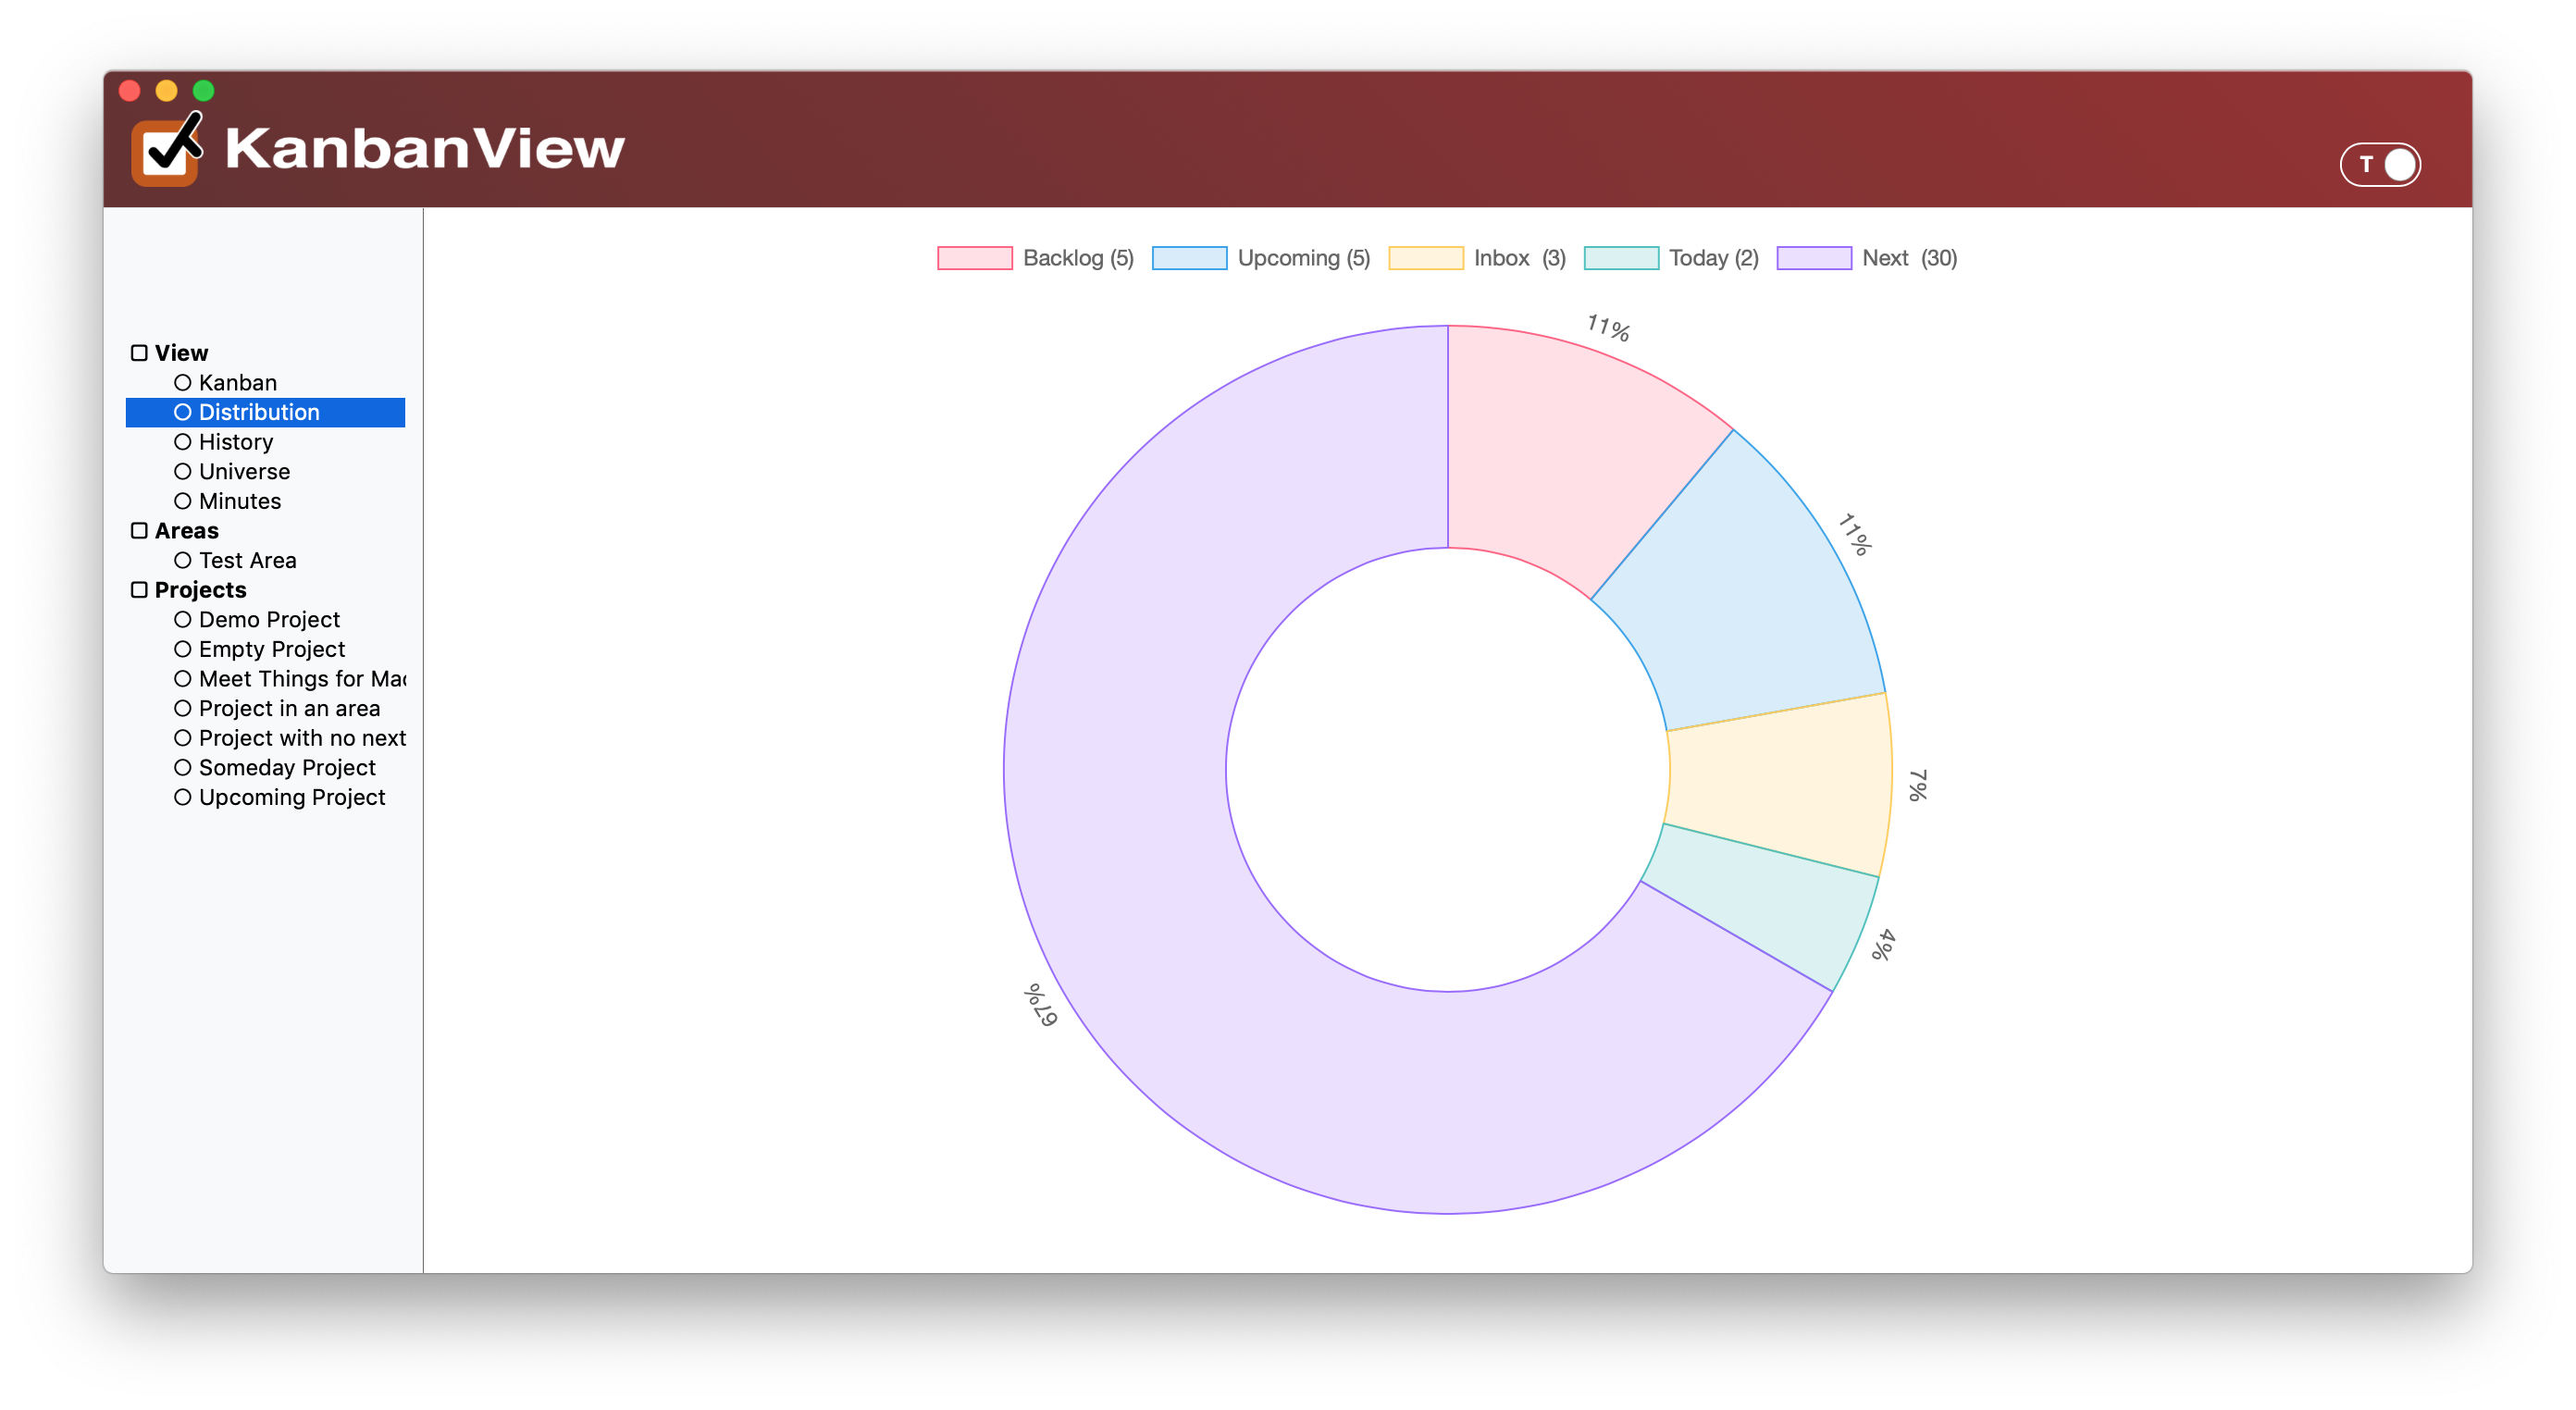 KanbanView
T
Backlog (5) Upcoming (5) Inbox (3) Today (2) Next (30)
View
Kanban
Distribution
History
Universe
Minutes
Areas
Test Area
Projects
Demo Project
Empty Project
Meet Things for Mac
Project in an area
Project with no next
Someday Project
Upcoming Project
11%
11%
7%
4%
67%